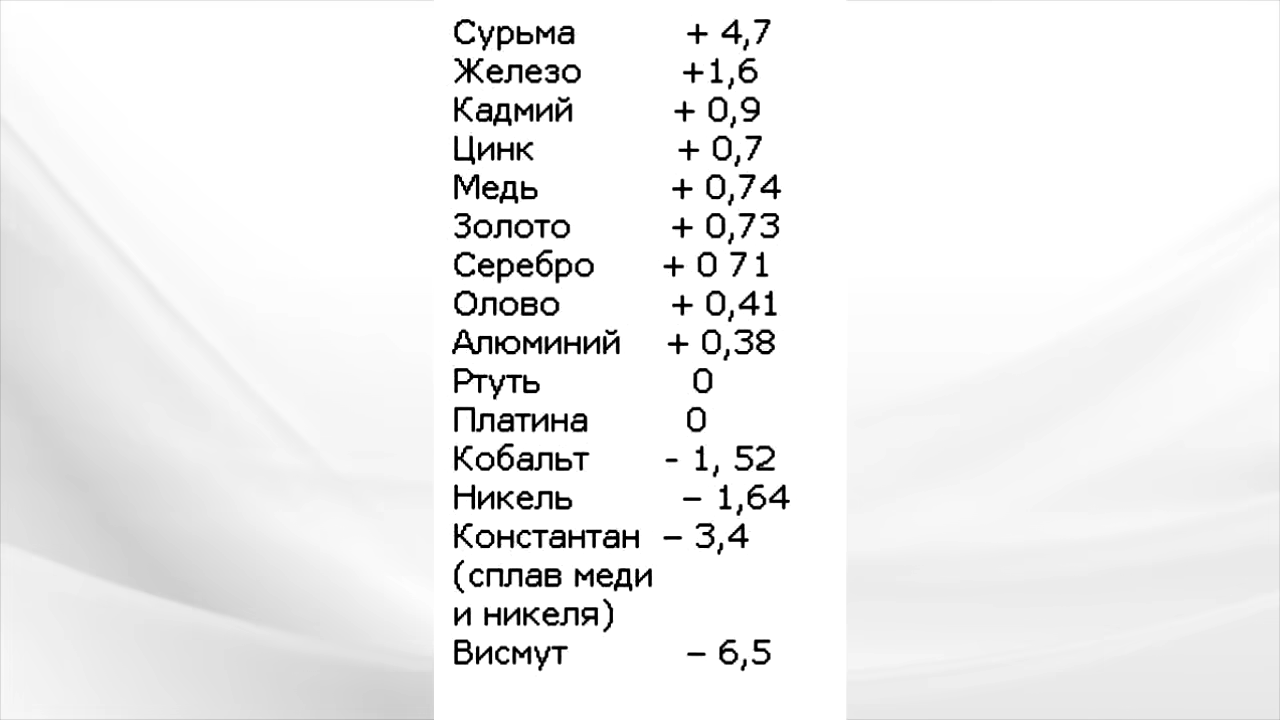 Сурьма + 4,7
Железо +1,6
Кадмий + 0,9
Цинк + 0,7
Медь + 0,74
Золото + 0,73
Серебро + 0 71
Олово + 0,41
Алюминий + 0,38
Ртуть 0
Платина 0
Кобальт - 1, 52
Никель – 1,64
Константан – 3,4
(сплав меди
и никеля)
Висмут – 6,5